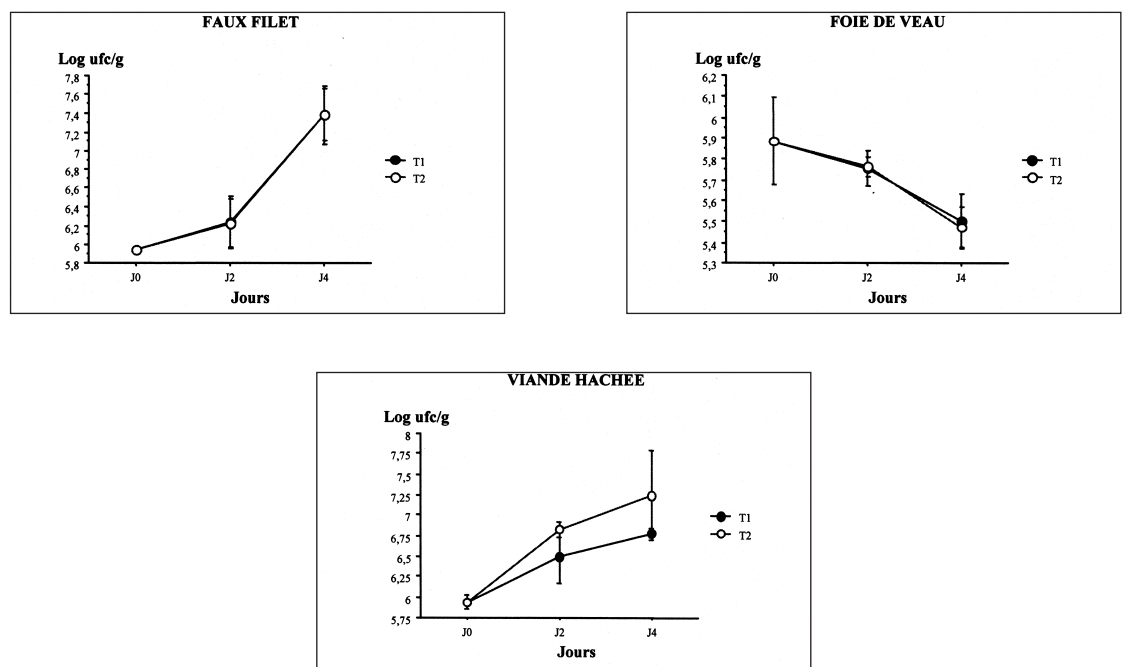 FAUX FILET
Log ufc/g
7,8
7,6
7,4
7,2
7
6,8
6,6
6,4
6,2
6
5,8
J0
J2
J4
Jours
T1
T2
FOIE DE VEAU
Log ufc/g
6,2
6,1
6
5,9
5,8
5,7
5,6
5,5
5,4
5,3
J0
J2
J4
Jours
T1
T2
VIANDE HACHEE
Log ufc/g
8
7,75
7,5
7,25
7
6,75
6,5
6,25
6
5,75
J0
J2
J4
Jours
T1
T2